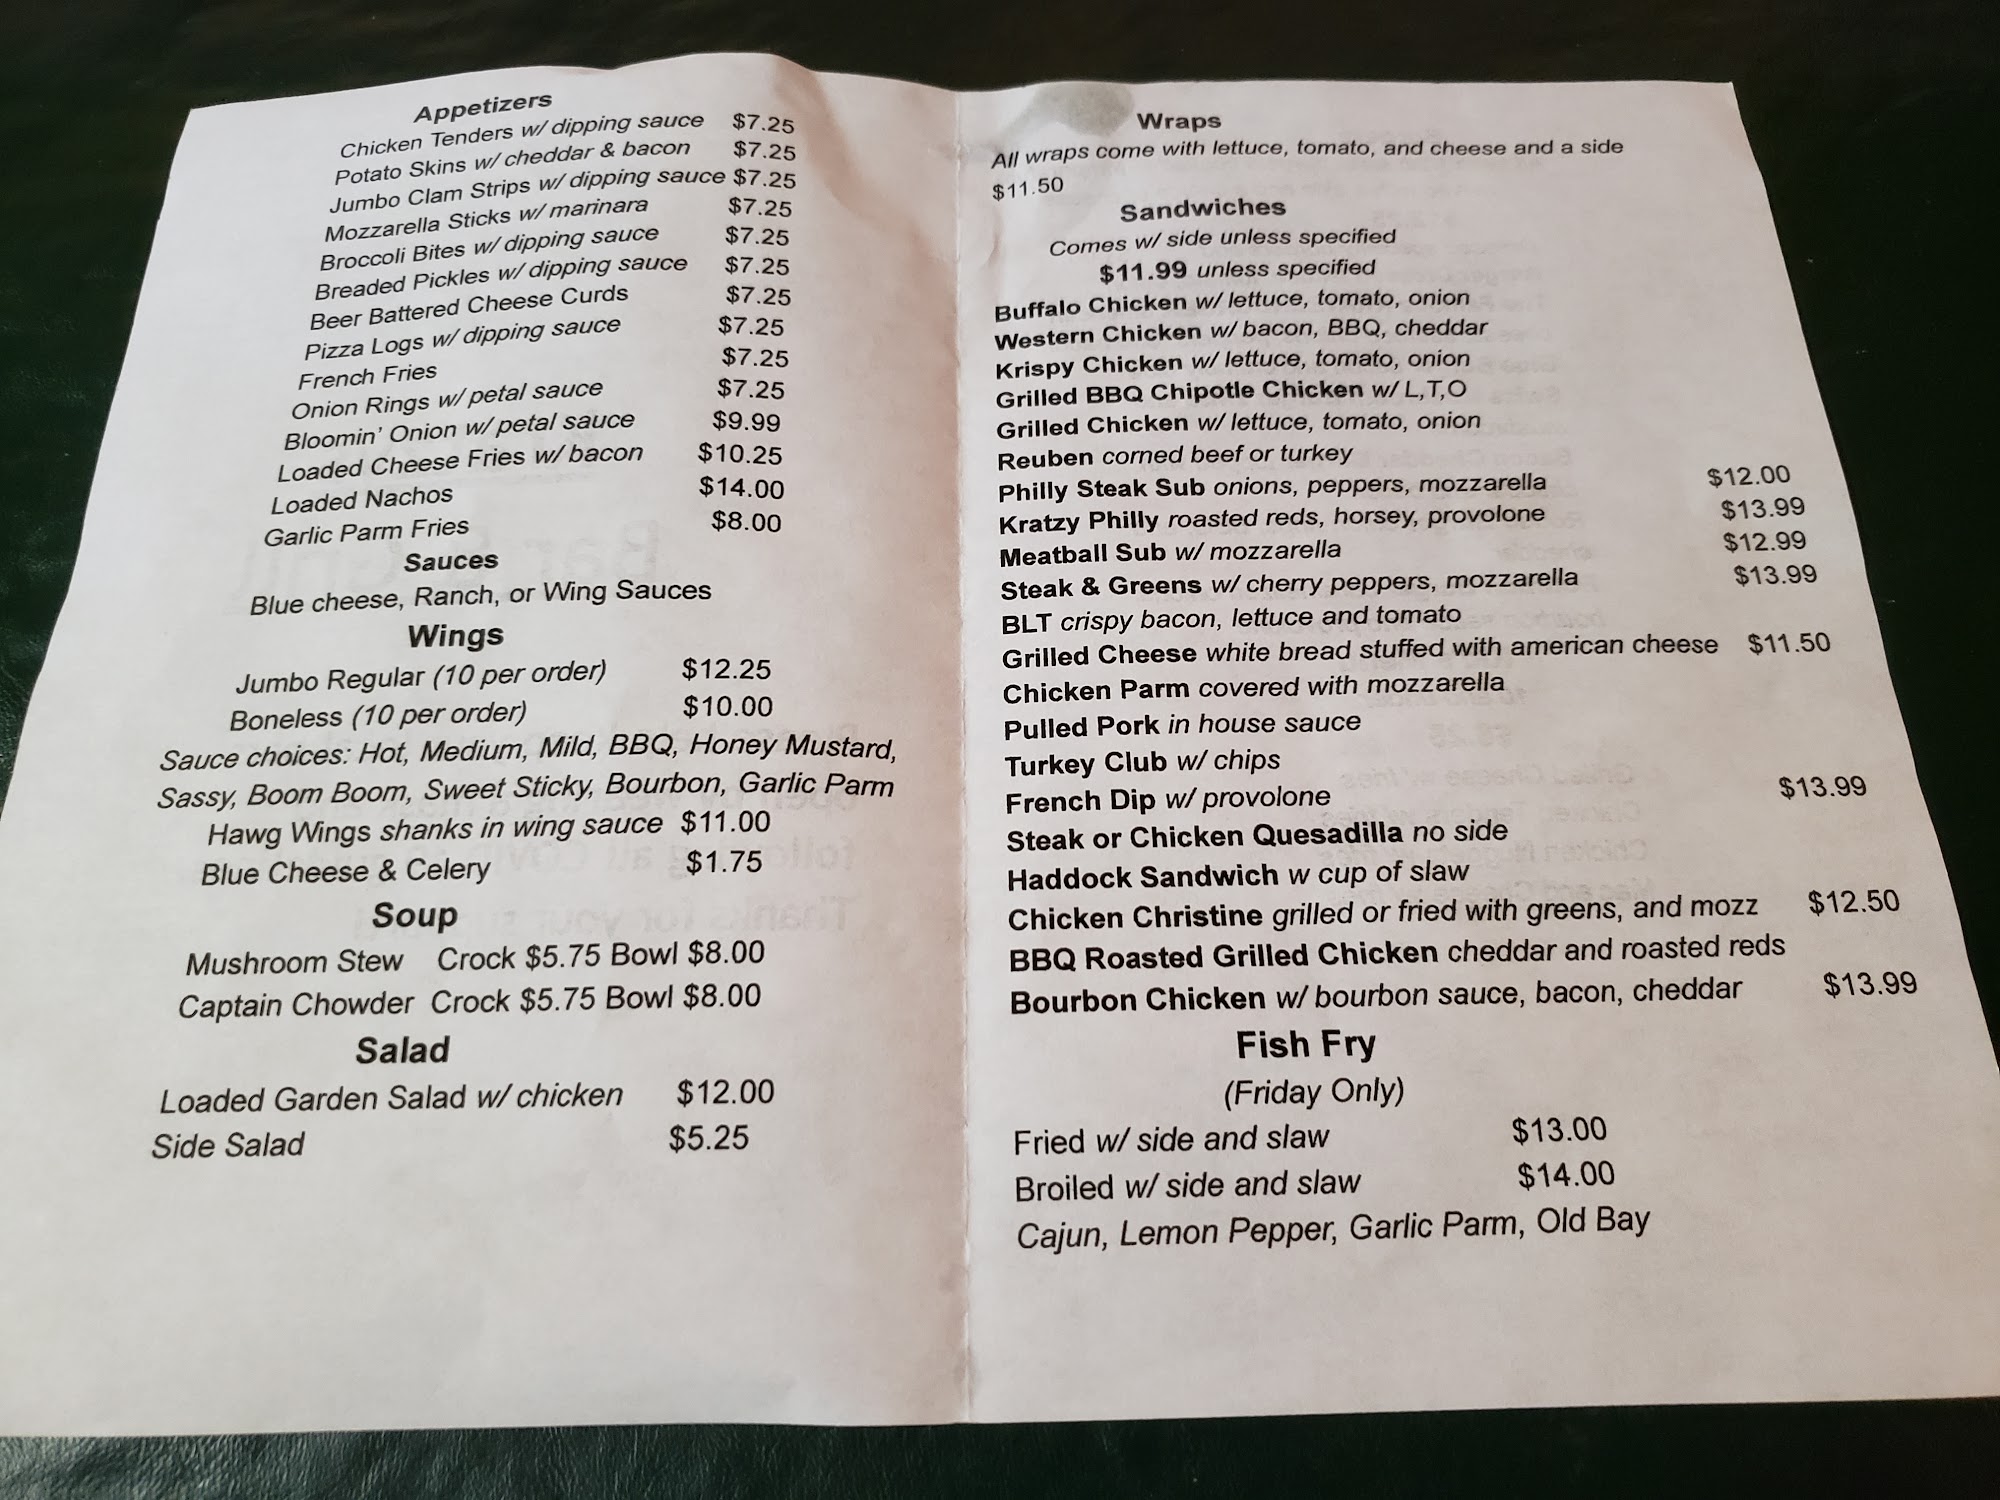 Appetizers
Chicken Tenders w/ dipping sauce $7.25
Potato Skins w/ cheddar & bacon $7.25
Jumbo Clam Strips w/ dipping sauce $7.25
Mozzarella Sticks w/ marinara $7.25
Broccoli Bites w/ dipping sauce $7.25
Breaded Pickles w/ dipping sauce $7.25
Beer Battered Cheese Curds $7.25
Pizza Logs w/ dipping sauce $7.25
French Fries $7.25
Onion Rings w/ petal sauce $7.25
Bloomin' Onion w/ petal sauce $9.99
Loaded Cheese Fries w/ bacon $10.25
Loaded Nachos $14.00
Garlic Parm Fries $8.00
Sauces
Blue cheese, Ranch, or Wing Sauces
Wings
Jumbo Regular (10 per order) $12.25
Boneless (10 per order) $10.00
Sauce choices: Hot, Medium, Mild, BBQ, Honey Mustard,
Sassy, Boom Boom, Sweet Sticky, Bourbon, Garlic Parm
Hawg Wings shanks in wing sauce $11.00
Blue Cheese & Celery $1.75
Soup
Mushroom Stew Crock $5.75 Bowl $8.00
Captain Chowder Crock $5.75 Bowl $8.00
Salad
Loaded Garden Salad w/ chicken $12.00
Side Salad $5.25
Wraps
All wraps come with lettuce, tomato, and cheese and a side
$11.50
Sandwiches
Comes w/ side unless specified
$11.99 unless specified
Buffalo Chicken w/ lettuce, tomato, onion
Western Chicken w/ bacon, BBQ, cheddar
Krispy Chicken w/ lettuce, tomato, onion
Grilled BBQ Chipotle Chicken w/ L,T,O
Grilled Chicken w/ lettuce, tomato, onion
Reuben corned beef or turkey
Philly Steak Sub onions, peppers, mozzarella $12.00
Kratzy Philly roasted reds, horsey, provolone $13.99
Meatball Sub w/ mozzarella $12.99
Steak & Greens w/ cherry peppers, mozzarella $13.99
BLT crispy bacon, lettuce and tomato
Grilled Cheese white bread stuffed with american cheese $11.50
Chicken Parm covered with mozzarella
Pulled Pork in house sauce
Turkey Club w/ chips
French Dip w/ provolone $13.99
Steak or Chicken Quesadilla no side
Haddock Sandwich w cup of slaw
Chicken Christine grilled or fried with greens, and mozz $12.50
BBQ Roasted Grilled Chicken cheddar and roasted reds
Bourbon Chicken w/ bourbon sauce, bacon, cheddar $13.99
Fish Fry
(Friday Only)
Fried w/ side and slaw $13.00
Broiled w/ side and slaw $14.00
Cajun, Lemon Pepper, Garlic Parm, Old Bay